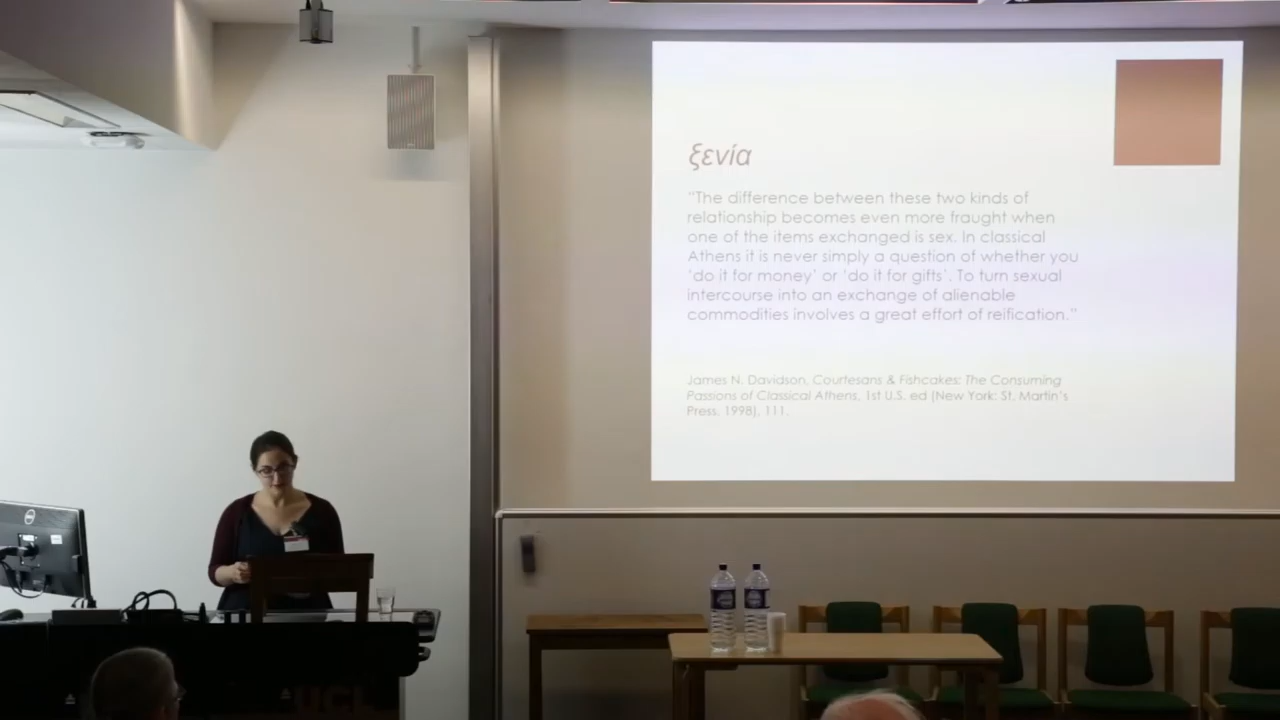 ξενία
"The difference between these two kinds of
relationship becomes even more fraught when
one of the items exchanged is sex. In classical
Athens it is never simply a question of whether you
'do it for money' or 'do it for gifts'. To turn sexual
intercourse into an exchange of alienable
commodities involves a great effort of reification."
James N. Davidson, Courtesans & Fishcakes: The Consuming
Passions of Classical Athens, 1st U.S. ed (New York: St. Martin's
Press, 1998), 111.
DELL
UCL